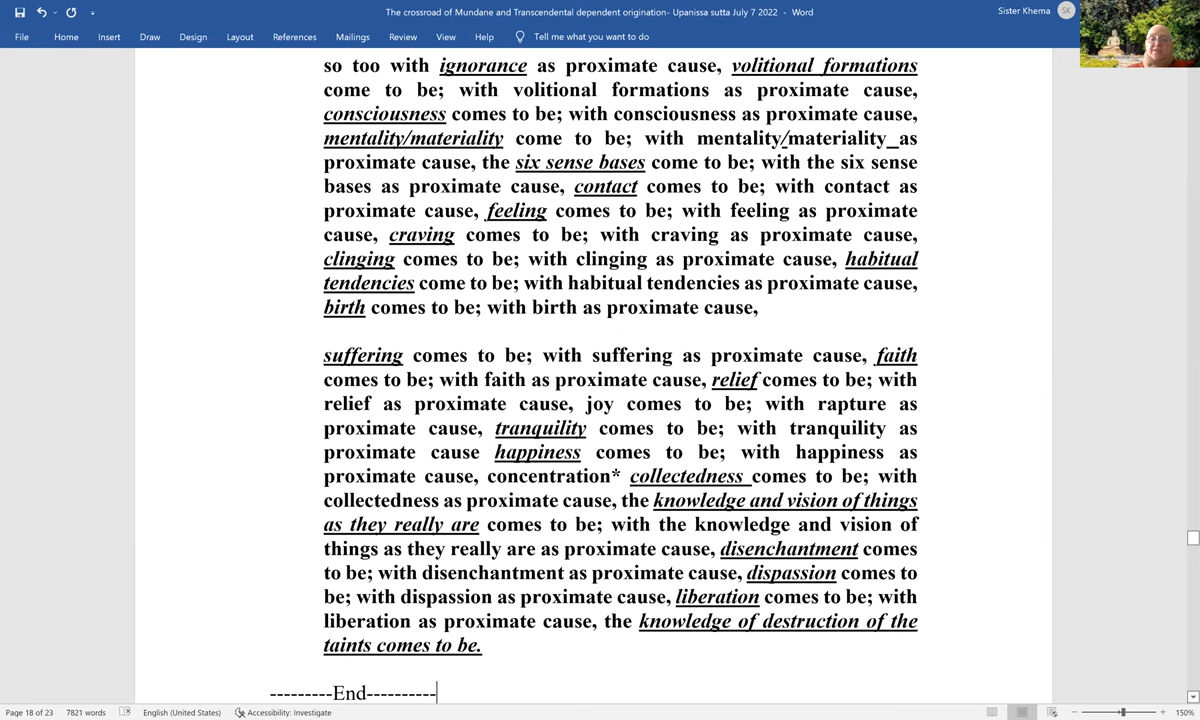 The crossroad of Mundane and Transcendental dependent origination- Upanissa sutta July 7 2022 - Word
Sister Khema
SK
File Home Insert Draw Design Layout References Mailings Review View Help Tell me what you want to do
so too with ignorance as proximate cause, volitional formations
come to be; with volitional formations as proximate cause,
consciousness comes to be; with consciousness as proximate cause,
mentality/materiality come to be; with mentality/materiality_as
proximate cause, the six sense bases come to be; with the six sense
bases as proximate cause, contact comes to be; with contact as
proximate cause, feeling comes to be; with feeling as proximate
cause, craving comes to be; with craving as proximate cause,
clinging comes to be; with clinging as proximate cause, habitual
tendencies come to be; with habitual tendencies as proximate cause,
birth comes to be; with birth as proximate cause,
suffering comes to be; with suffering as proximate cause, faith
comes to be; with faith as proximate cause, relief comes to be; with
relief as proximate cause, joy comes to be; with rapture as
proximate cause, tranquility comes to be; with tranquility as
proximate cause happiness comes to be; with happiness as
proximate cause, concentration* collectedness comes to be; with
collectedness as proximate cause, the knowledge and vision of things
as they really are comes to be; with the knowledge and vision of
things as they really are as proximate cause, disenchantment comes
to be; with disenchantment as proximate cause, dispassion comes to
be; with dispassion as proximate cause, liberation comes to be; with
liberation as proximate cause, the knowledge of destruction of the
taints comes to be.
---------End----------
Page 18 of 23 7821 words English (United States) Accessibility: Investigate 150%